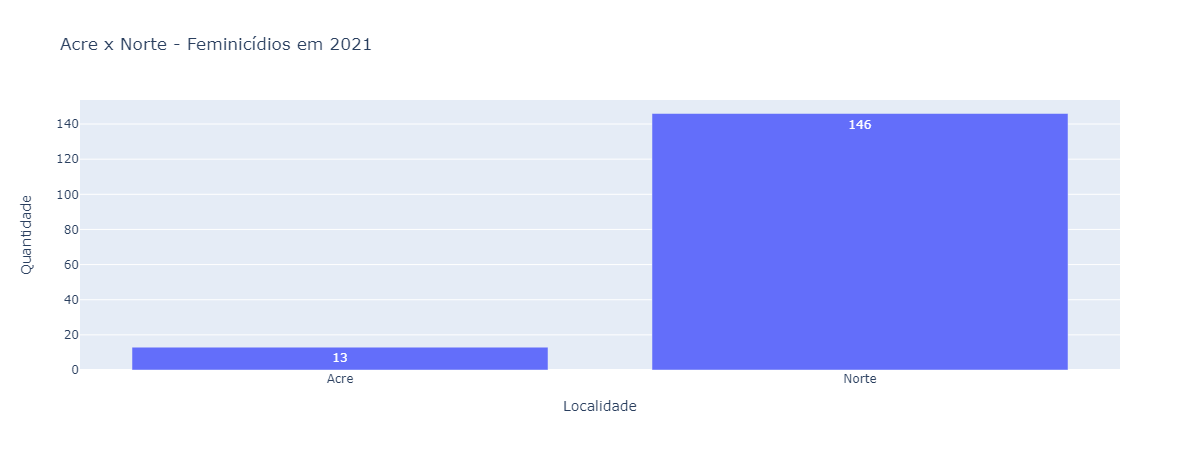 Acre x Norte - Feminicídios em 2021
Quantidade
140
120
100
80
60
40
20
0
146
13
Acre
Norte
Localidade